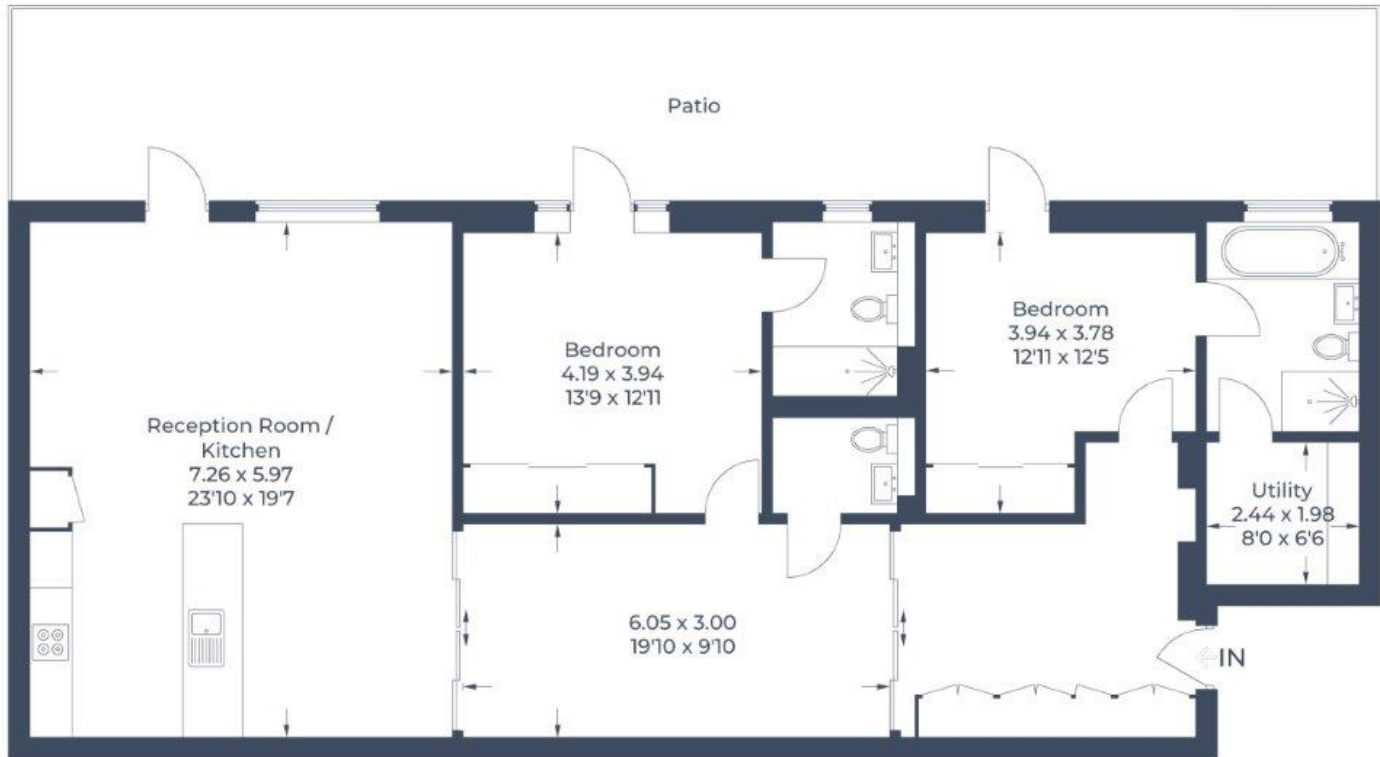 Patio
Reception Room /
Kitchen
7.26 x 5.97
23'10 x 19'7
Bedroom
4.19 x 3.94
13'9 x 12'11
Bedroom
3.94 x 3.78
12'11 x 12'5
Utility
2.44 x 1.98
8'0 x 6'6
6.05 x 3.00
19'10 x 9'10
IN